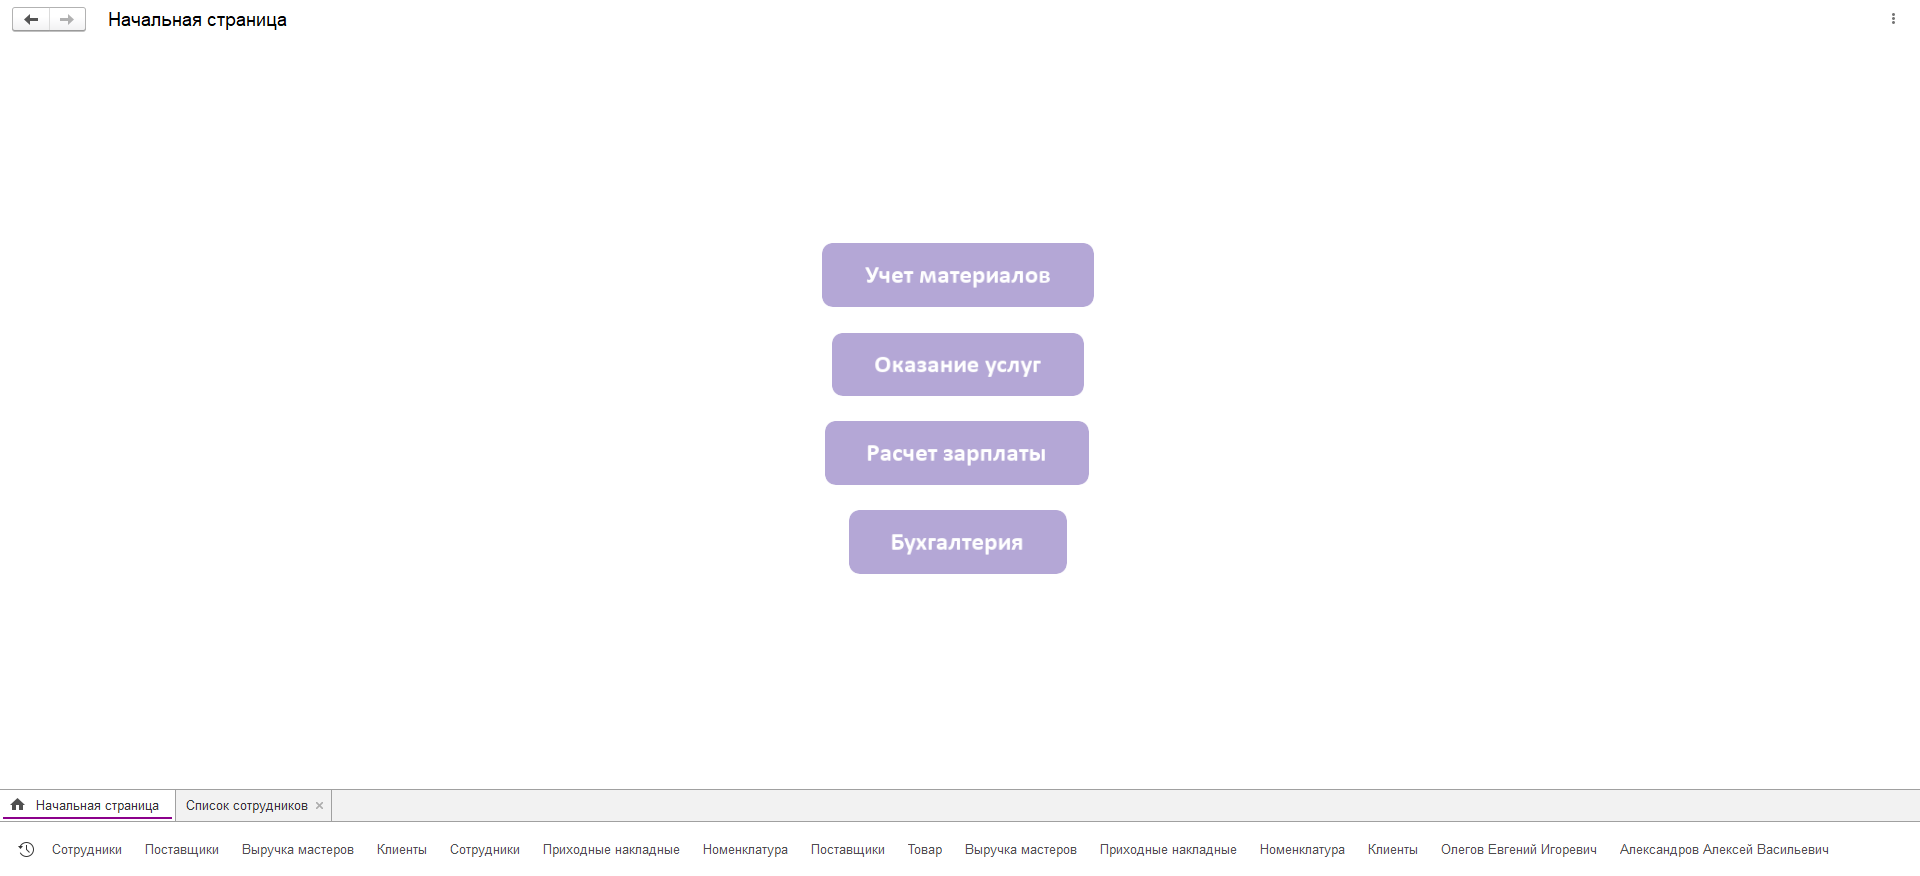 Начальная страница
Учет материалов
Оказание услуг
Расчет зарплаты
Бухгалтерия
Начальная страница Список сотрудников
Сотрудники Поставщики Выручка мастеров Клиенты Сотрудники Приходные накладные Номенклатура Поставщики Товар Выручка мастеров Приходные накладные Номенклатура Клиенты Олегов Евгений Игоревич Александров Алексей Васильевич